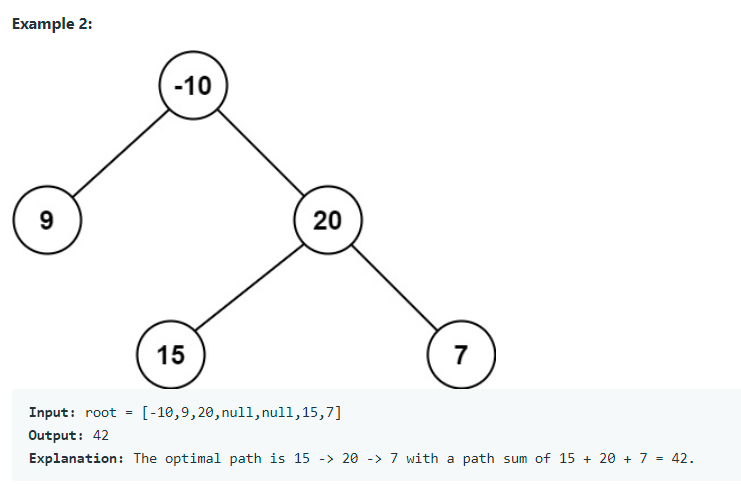 Example 2:
-10
9
20
15
7
Input: root = [-10,9,20,null,null,15,7]
Output: 42
Explanation: The optimal path is 15 -> 20 -> 7 with a path sum of 15 + 20 + 7 = 42.